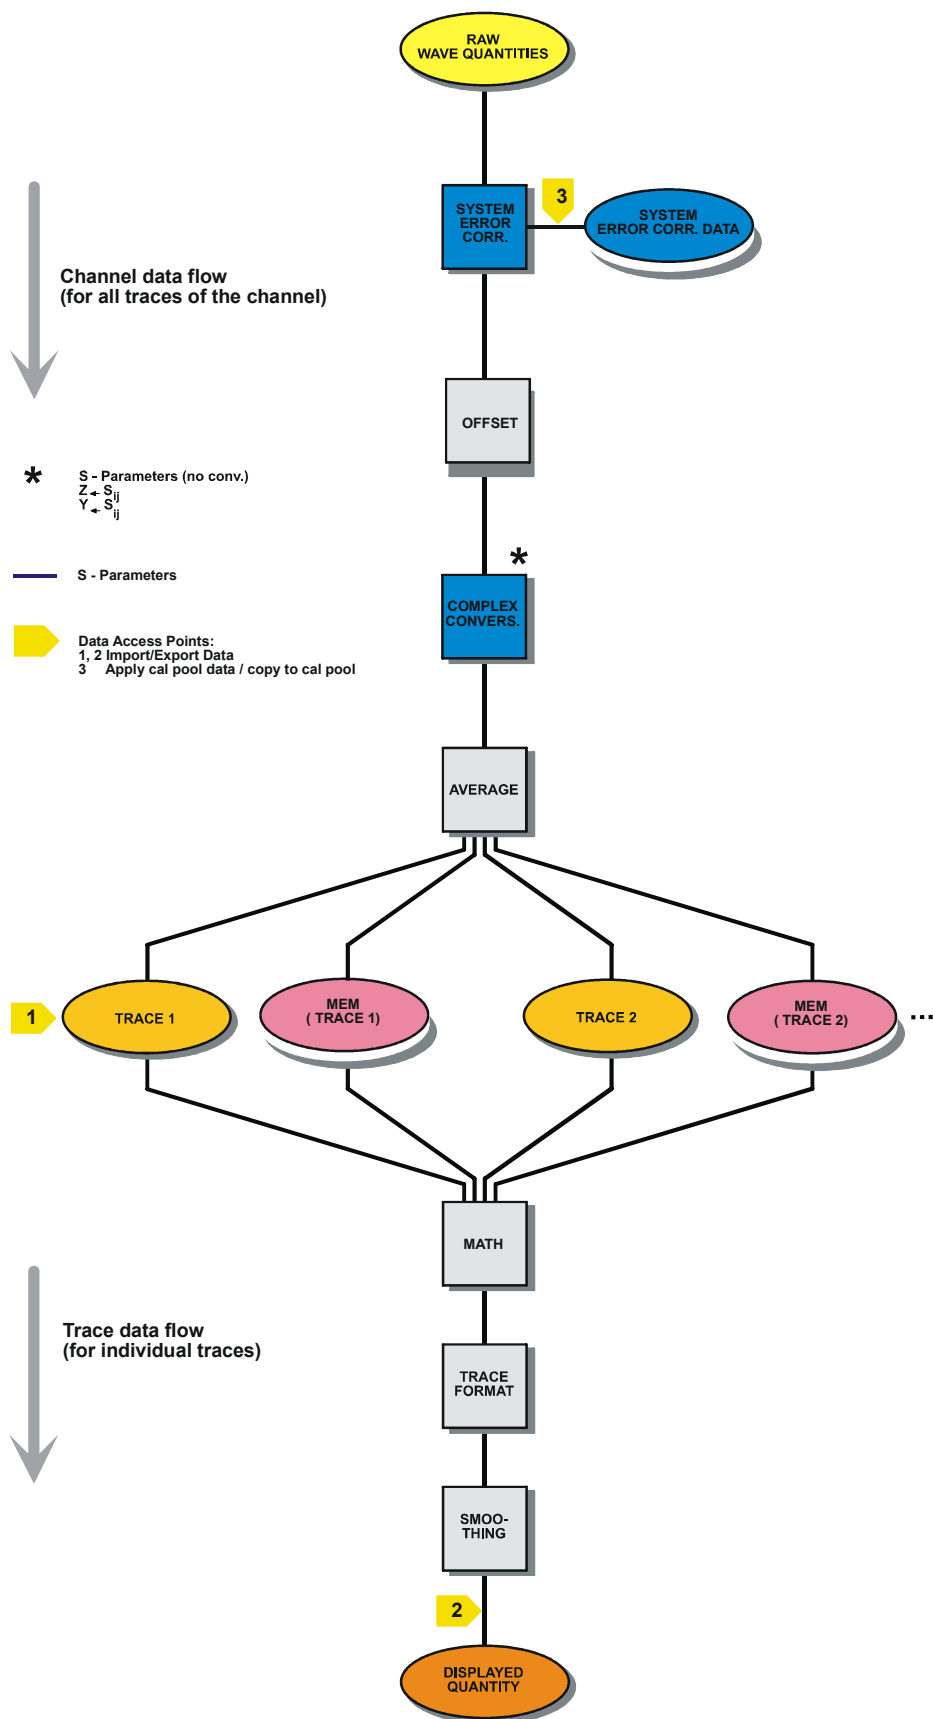 RAW
WAVE QUANTITIES
3
SYSTEM
ERROR
CORR.
SYSTEM
ERROR CORR. DATA
Channel data flow
(for all traces of the channel)
OFFSET
*
S - Parameters (no conv.)
Z ← S ij
Y ← S ij
*
S - Parameters
COMPLEX
CONVERS.
Data Access Points:
1, 2 Import/Export Data
3 Apply cal pool data / copy to cal pool
AVERAGE
1
TRACE 1
MEM
( TRACE 1)
TRACE 2
MEM
( TRACE 2)
...
MATH
Trace data flow
(for individual traces)
TRACE
FORMAT
SMOO-
THING
2
DISPLAYED
QUANTITY